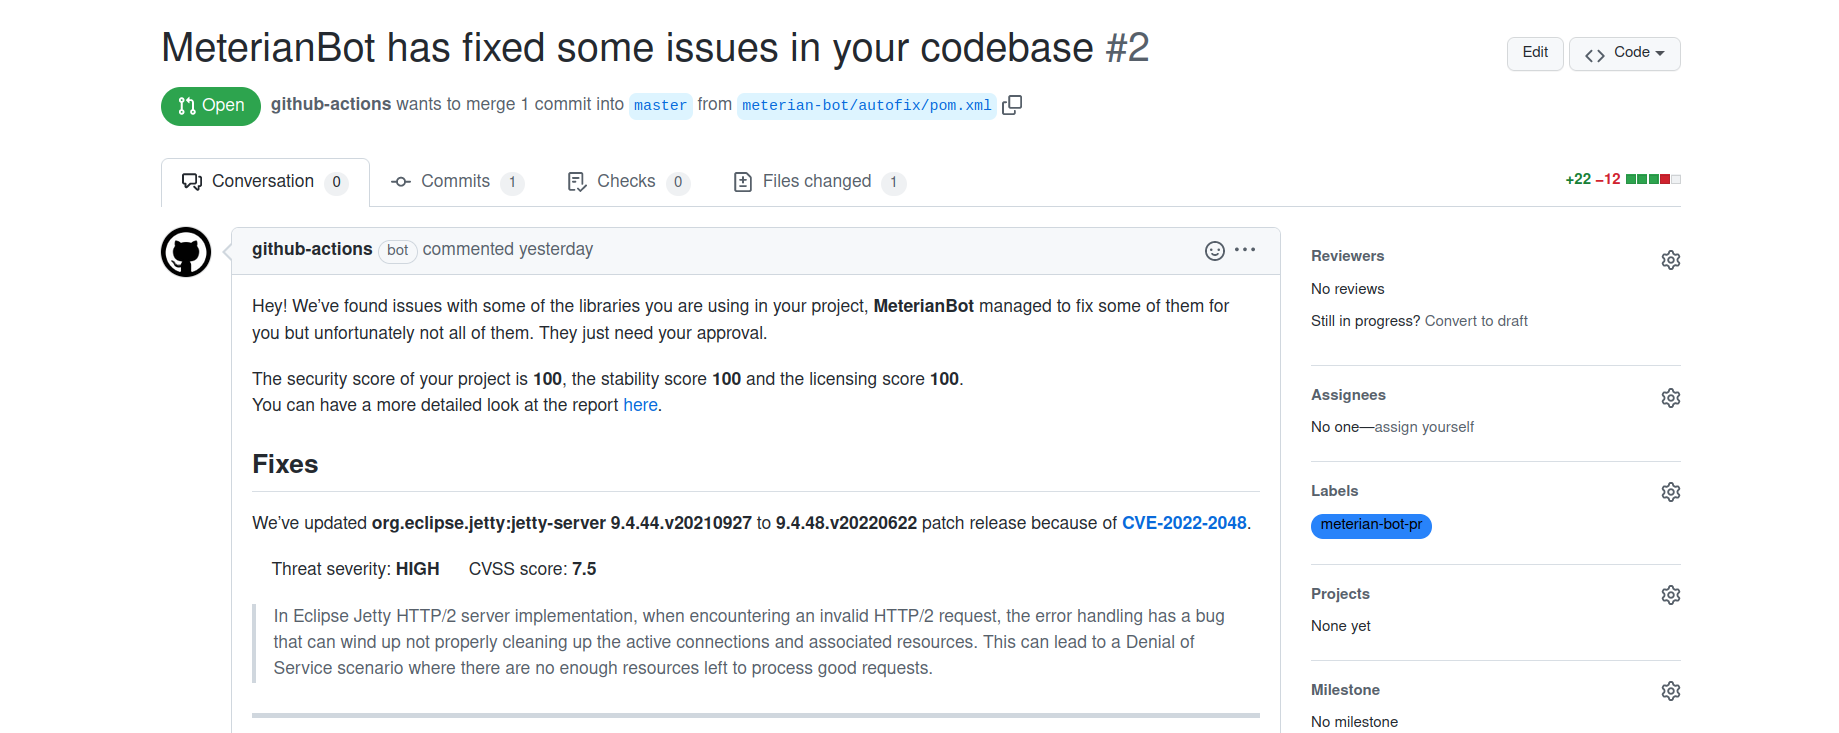 MeterianBot has fixed some issues in your codebase #2
Edit
Code
Open
github-actions wants to merge 1 commit into master from meterian-bot/autofix/pom.xml
Conversation 0
Commits 1
Checks 0
Files changed 1
+22 −12
github-actions bot commented yesterday
Hey! We’ve found issues with some of the libraries you are using in your project, MeterianBot managed to fix some of them for
you but unfortunately not all of them. They just need your approval.
The security score of your project is 100, the stability score 100 and the licensing score 100.
You can have a more detailed look at the report here.
Fixes
We’ve updated org.eclipse.jetty:jetty-server 9.4.44.v20210927 to 9.4.48.v20220622 patch release because of CVE-2022-2048.
Threat severity: HIGH CVSS score: 7.5
In Eclipse Jetty HTTP/2 server implementation, when encountering an invalid HTTP/2 request, the error handling has a bug
that can wind up not properly cleaning up the active connections and associated resources. This can lead to a Denial of
Service scenario where there are no enough resources left to process good requests.
Reviewers
No reviews
Still in progress? Convert to draft
Assignees
No one—assign yourself
Labels
meterian-bot-pr
Projects
None yet
Milestone
No milestone